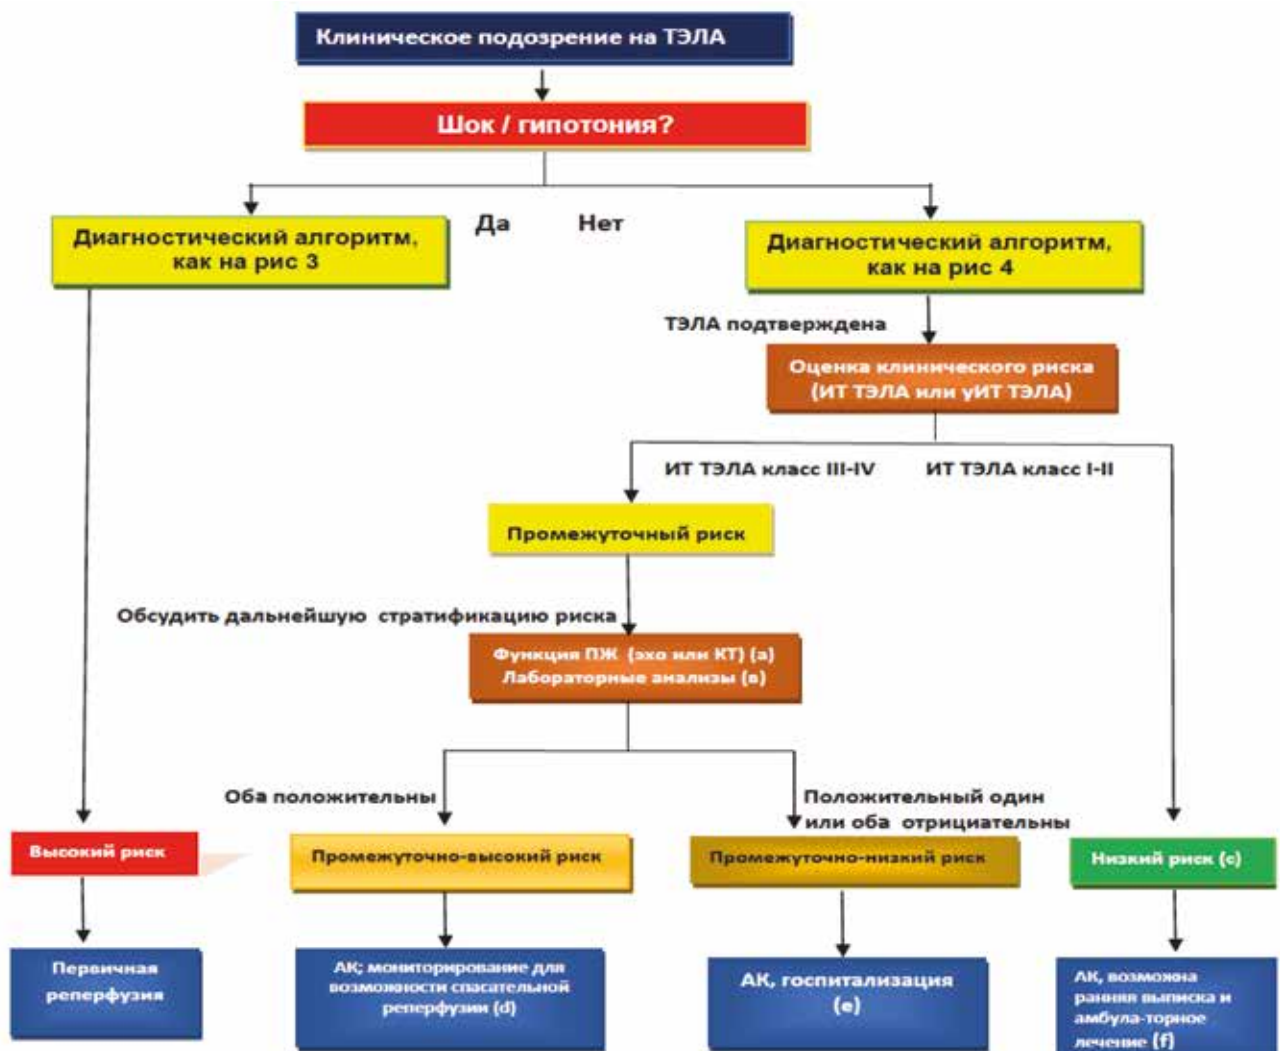 Клиническое подозрение на ТЭЛА
Шок / гипотония?
Да
Нет
Диагностический алгоритм,
как на рис 3
Диагностический алгоритм,
как на рис 4
ТЭЛА подтверждена
Оценка клинического риска
(ИТ ТЭЛА или уИТ ТЭЛА)
ИТ ТЭЛА класс III-IV
ИТ ТЭЛА класс I-II
Промежуточный риск
Обсудить дальнейшую стратификацию риска
Функция ПЖ (эхо или КТ) (а)
Лабораторные анализы (в)
Оба положительны
Положительный один
или оба отрициательны
Высокий риск
Промежуточно-высокий риск
Промежуточно-низкий риск
Низкий риск (с)
Первичная
реперфузия
АК; мониторирование для
возможности спасательной
реперфузии (d)
АК, госпитализация
(е)
АК, возможна
ранняя выписка и
амбула-торное
лечение (f)